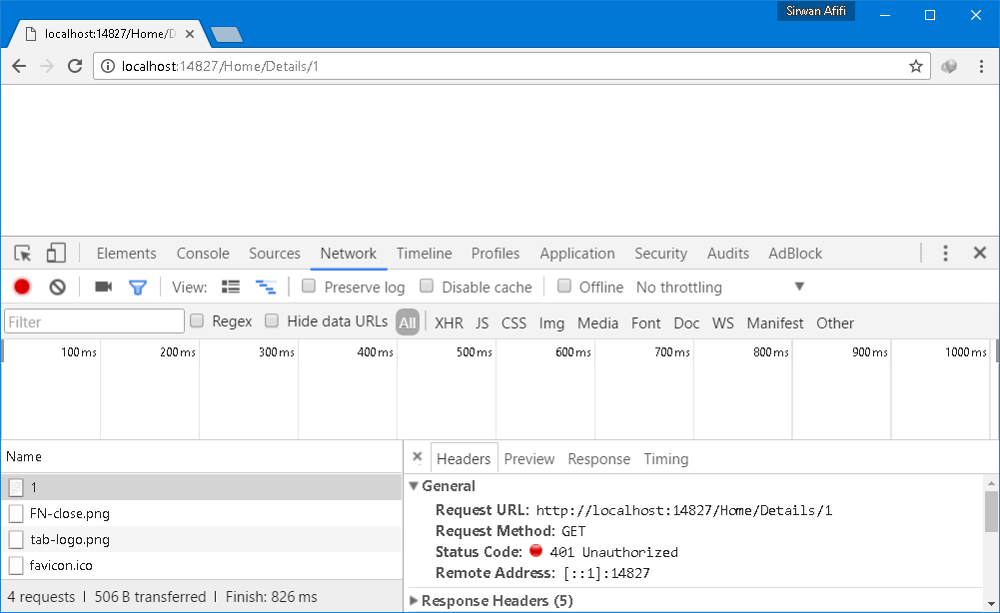 Sirwan Afifi
localhost:14827/Home/D
localhost:14827/Home/Details/1
Elements Console Sources Network Timeline Profiles Application Security Audits AdBlock
View: Preserve log Disable cache Offline No throttling
Filter Regex Hide data URLs All XHR JS CSS Img Media Font Doc WS Manifest Other
100 ms 200 ms 300 ms 400 ms 500 ms 600 ms 700 ms 800 ms 900 ms 1000 ms
Name
1
FN-close.png
tab-logo.png
favicon.ico
4 requests | 506 B transferred | Finish: 826 ms
Headers Preview Response Timing
General
Request URL: http://localhost:14827/Home/Details/1
Request Method: GET
Status Code: 401 Unauthorized
Remote Address: [::1]:14827
Response Headers (5)